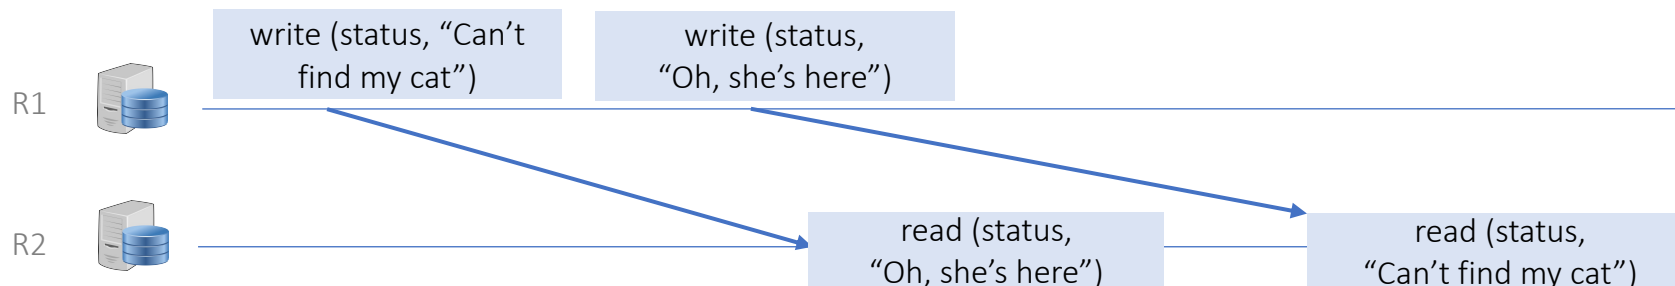 write (status, “Can’t
find my cat”)
write (status,
“Oh, she’s here”)
R1
R2
read (status,
“Oh, she’s here”)
read (status,
“Can’t find my cat”)